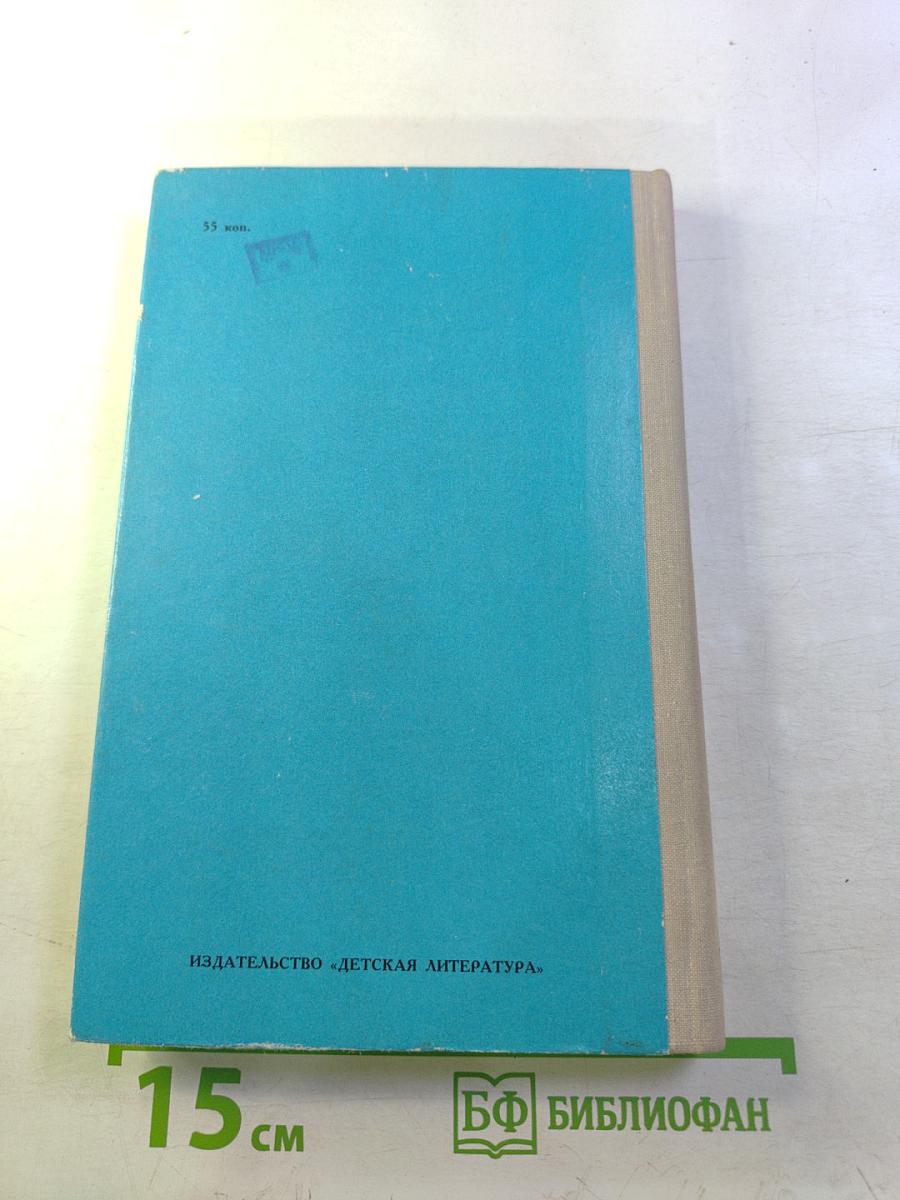 55 коп.
ИЗДАТЕЛЬСТВО «ДЕТСКАЯ ЛИТЕРАТУРА»
15 см
БФ БИБЛИОФАН